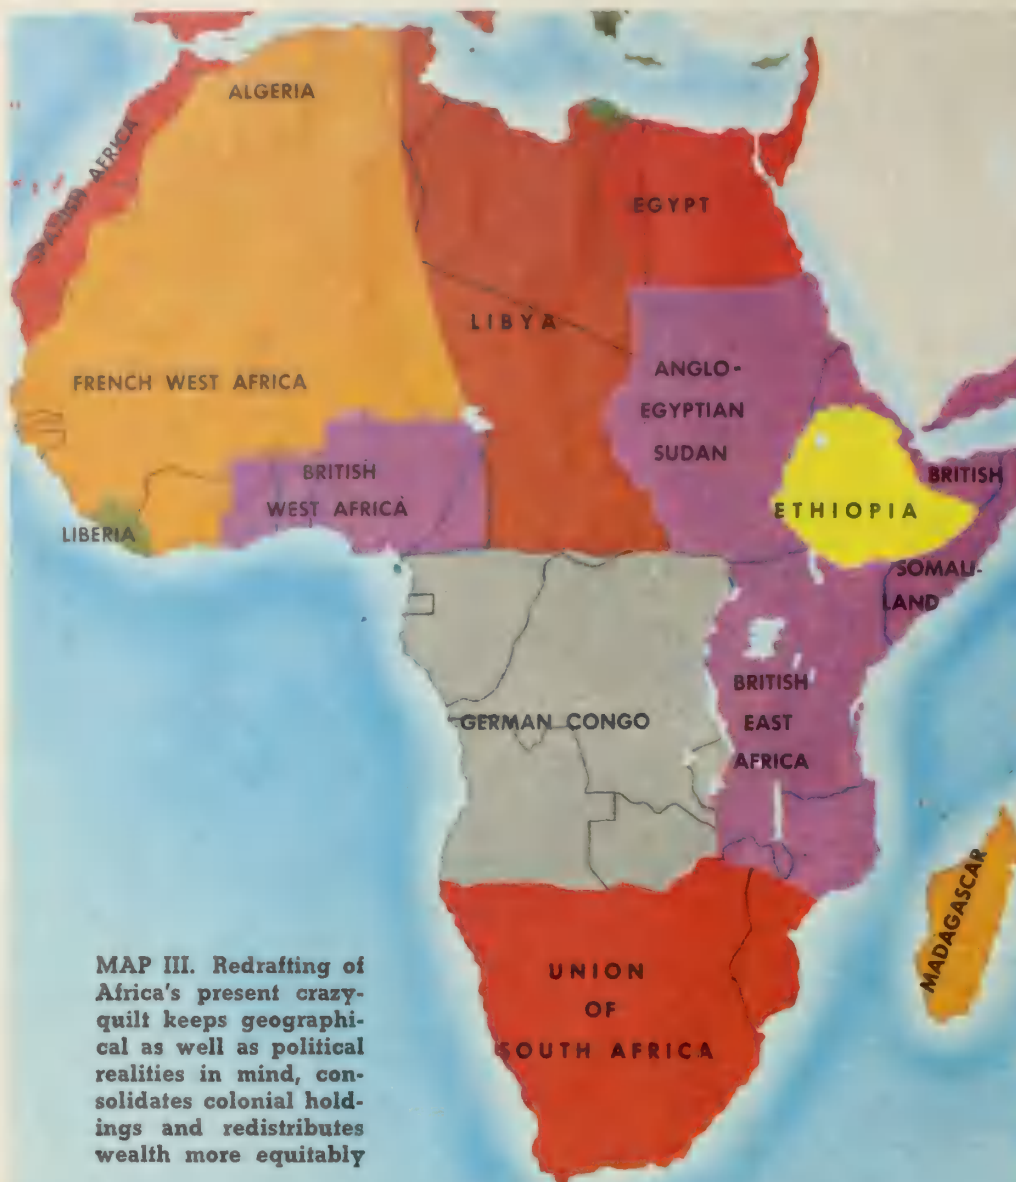 ALGERIA
SPANISH AFRICA
EGYPT
LIBYA
FRENCH WEST AFRICA
ANGLO-
EGYPTIAN
SUDAN
BRITISH
WEST AFRICA
BRITISH
ETHIOPIA
LIBERIA
SOMALI-
LAND
BRITISH
EAST
AFRICA
GERMAN CONGO
MADAGASCAR
UNION
OF
SOUTH AFRICA
MAP III. Redrafting of
Africa's present crazy-
quilt keeps geographi-
cal as well as political
realities in mind, con-
solidates colonial hold-
ings and redistributes
wealth more equitably